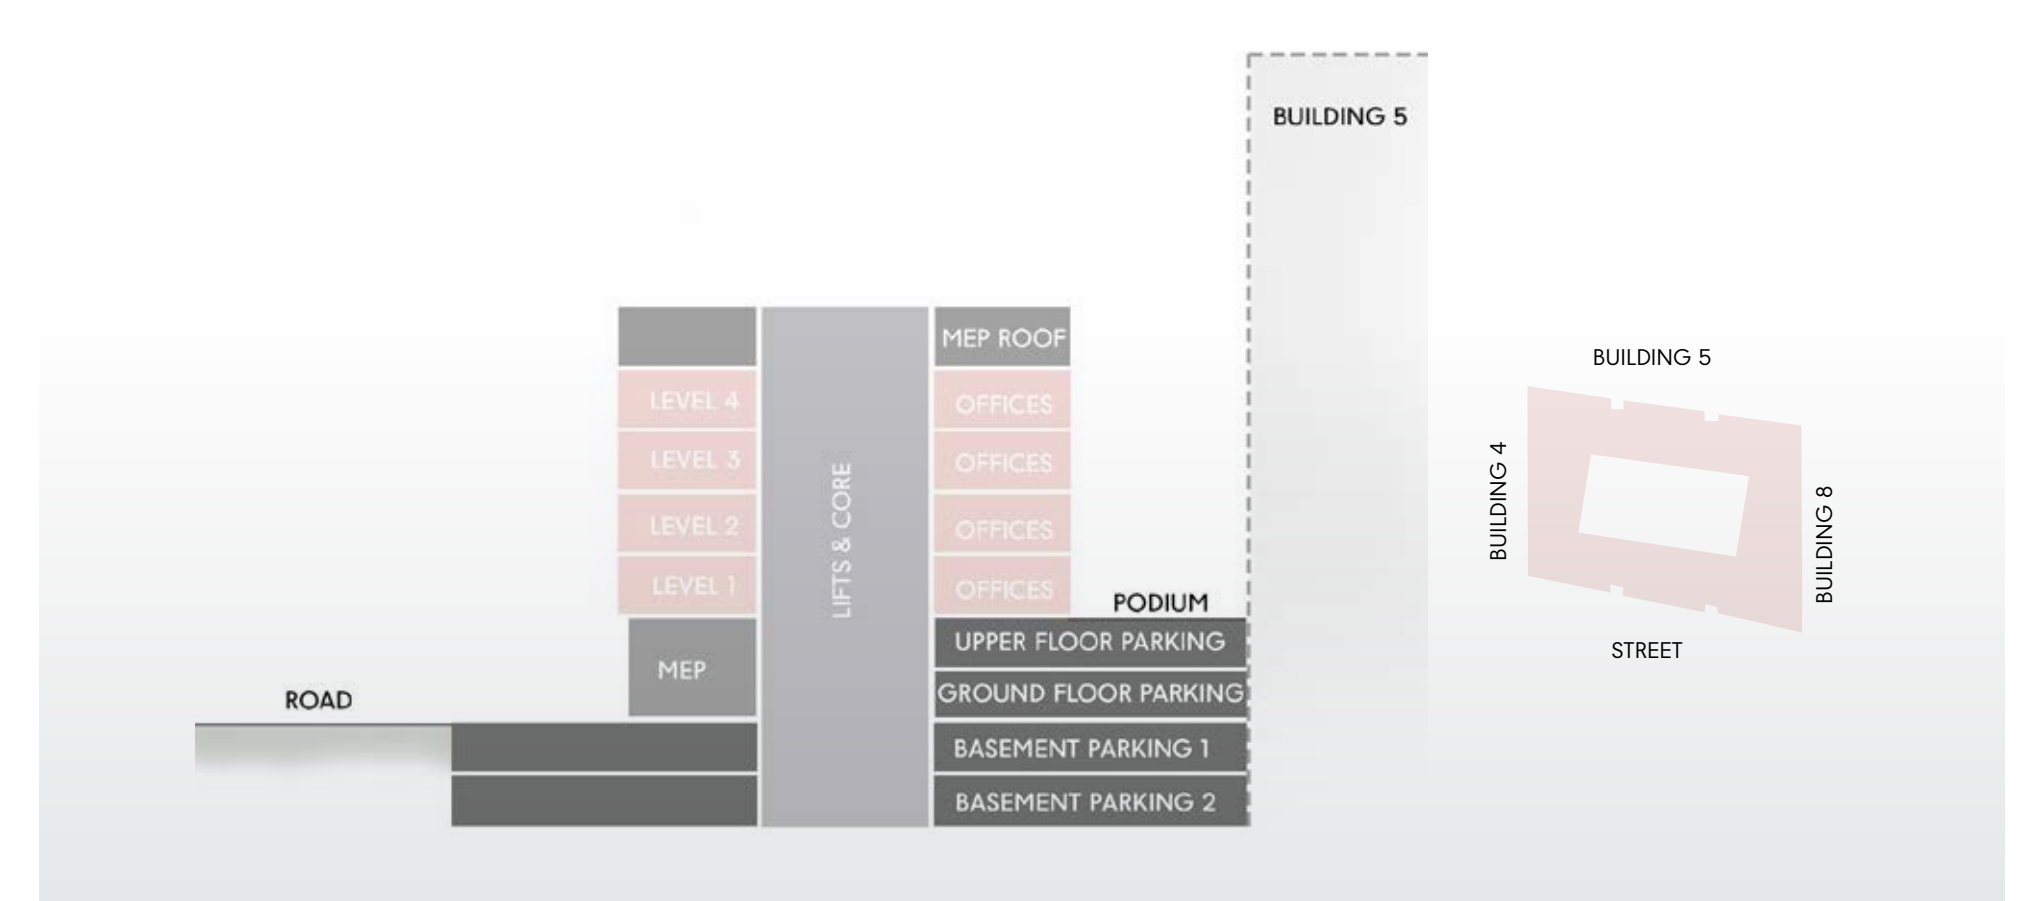 BUILDING 5
MEP ROOF
LEVEL 4
OFFICES
LEVEL 3
OFFICES
LEVEL 2
OFFICES
LEVEL 1
OFFICES
LIFTS & CORE
PODIUM
UPPER FLOOR PARKING
MEP
GROUND FLOOR PARKING
ROAD
BASEMENT PARKING 1
BASEMENT PARKING 2
BUILDING 5
BUILDING 4
BUILDING 8
STREET